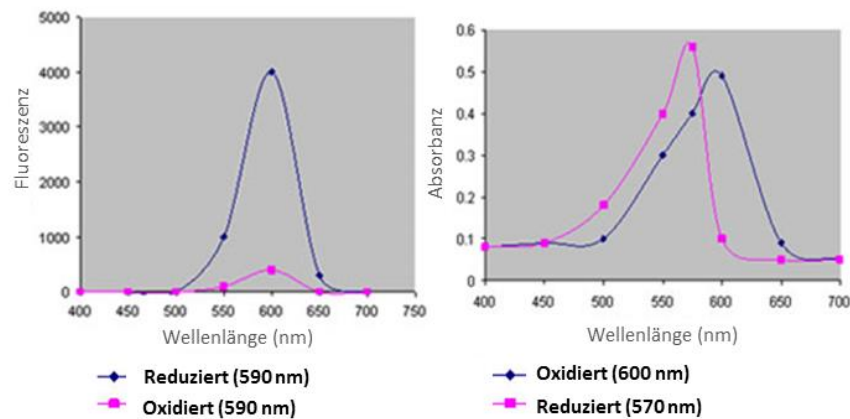 5000
4000
3000
2000
1000
0
Fluoreszenz
400 450 500 550 600 650 700 750
Wellenlänge (nm)
Reduziert (590 nm)
Oxidiert (590 nm)
0.6
0.5
0.4
0.3
0.2
0.1
0
Absorbanz
400 450 500 550 600 650 700
Wellenlänge (nm)
Oxidiert (600 nm)
Reduziert (570 nm)